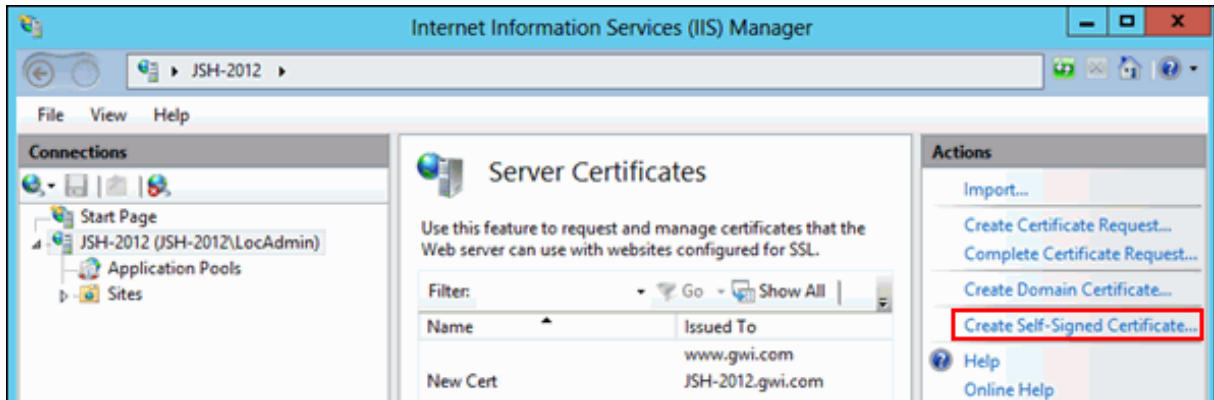 Internet Information Services (IIS) Manager
JSH-2012
File View Help
Connections
Start Page
JSH-2012 (JSH-2012\LocAdmin)
Application Pools
Sites
Server Certificates
Use this feature to request and manage certificates that the
Web server can use with websites configured for SSL.
Filter: Go Show All
Name Issued To
www.gwi.com
New Cert JSH-2012.gwi.com
Actions
Import...
Create Certificate Request...
Complete Certificate Request...
Create Domain Certificate...
Create Self-Signed Certificate...
Help
Online Help